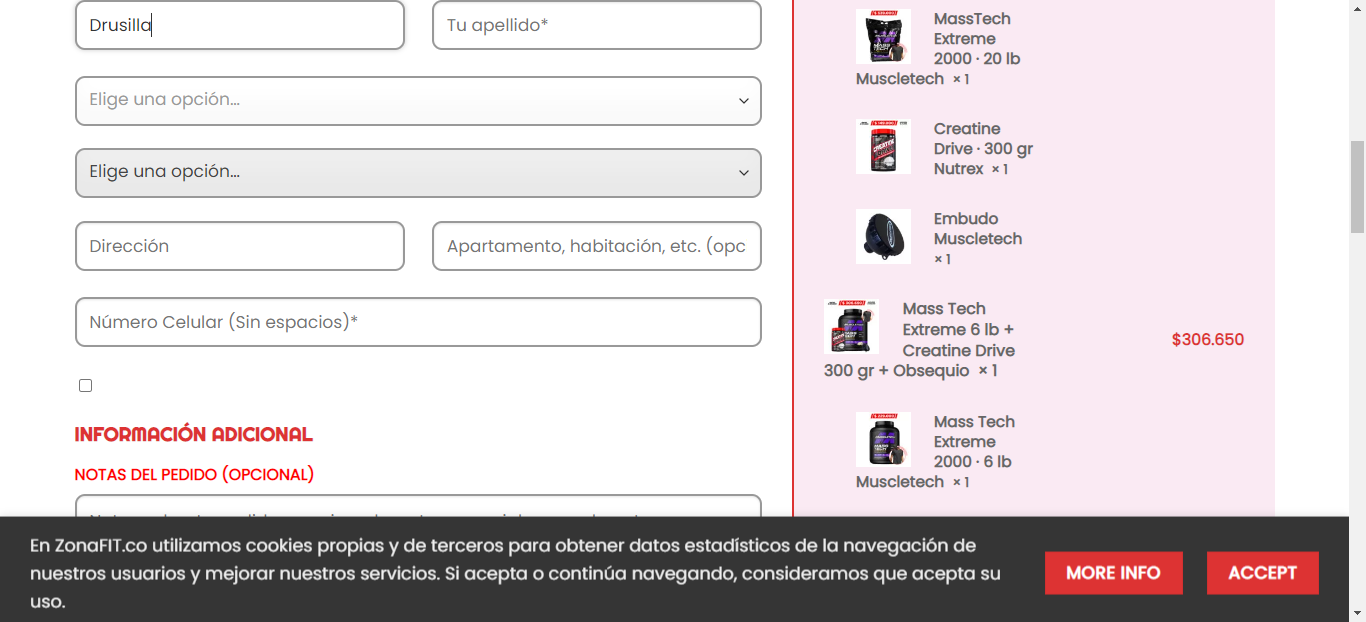 Drusilla
Tu apellido*
Elige una opción...
Elige una opción...
Dirección
Apartamento, habitación, etc. (opc
Número Celular (Sin espacios)*
INFORMACIÓN ADICIONAL
NOTAS DEL PEDIDO (OPCIONAL)
MassTech
Extreme
2000 · 20 lb
Muscletech × 1
Creatine
Drive · 300 gr
Nutrex × 1
Embudo
Muscletech
× 1
Mass Tech
Extreme 6 lb +
Creatine Drive
300 gr + Obsequio × 1
$306.650
Mass Tech
Extreme
2000 · 6 lb
Muscletech × 1
En ZonaFIT.co utilizamos cookies propias y de terceros para obtener datos estadísticos de la navegación de
nuestros usuarios y mejorar nuestros servicios. Si acepta o continúa navegando, consideramos que acepta su
uso.
MORE INFO
ACCEPT